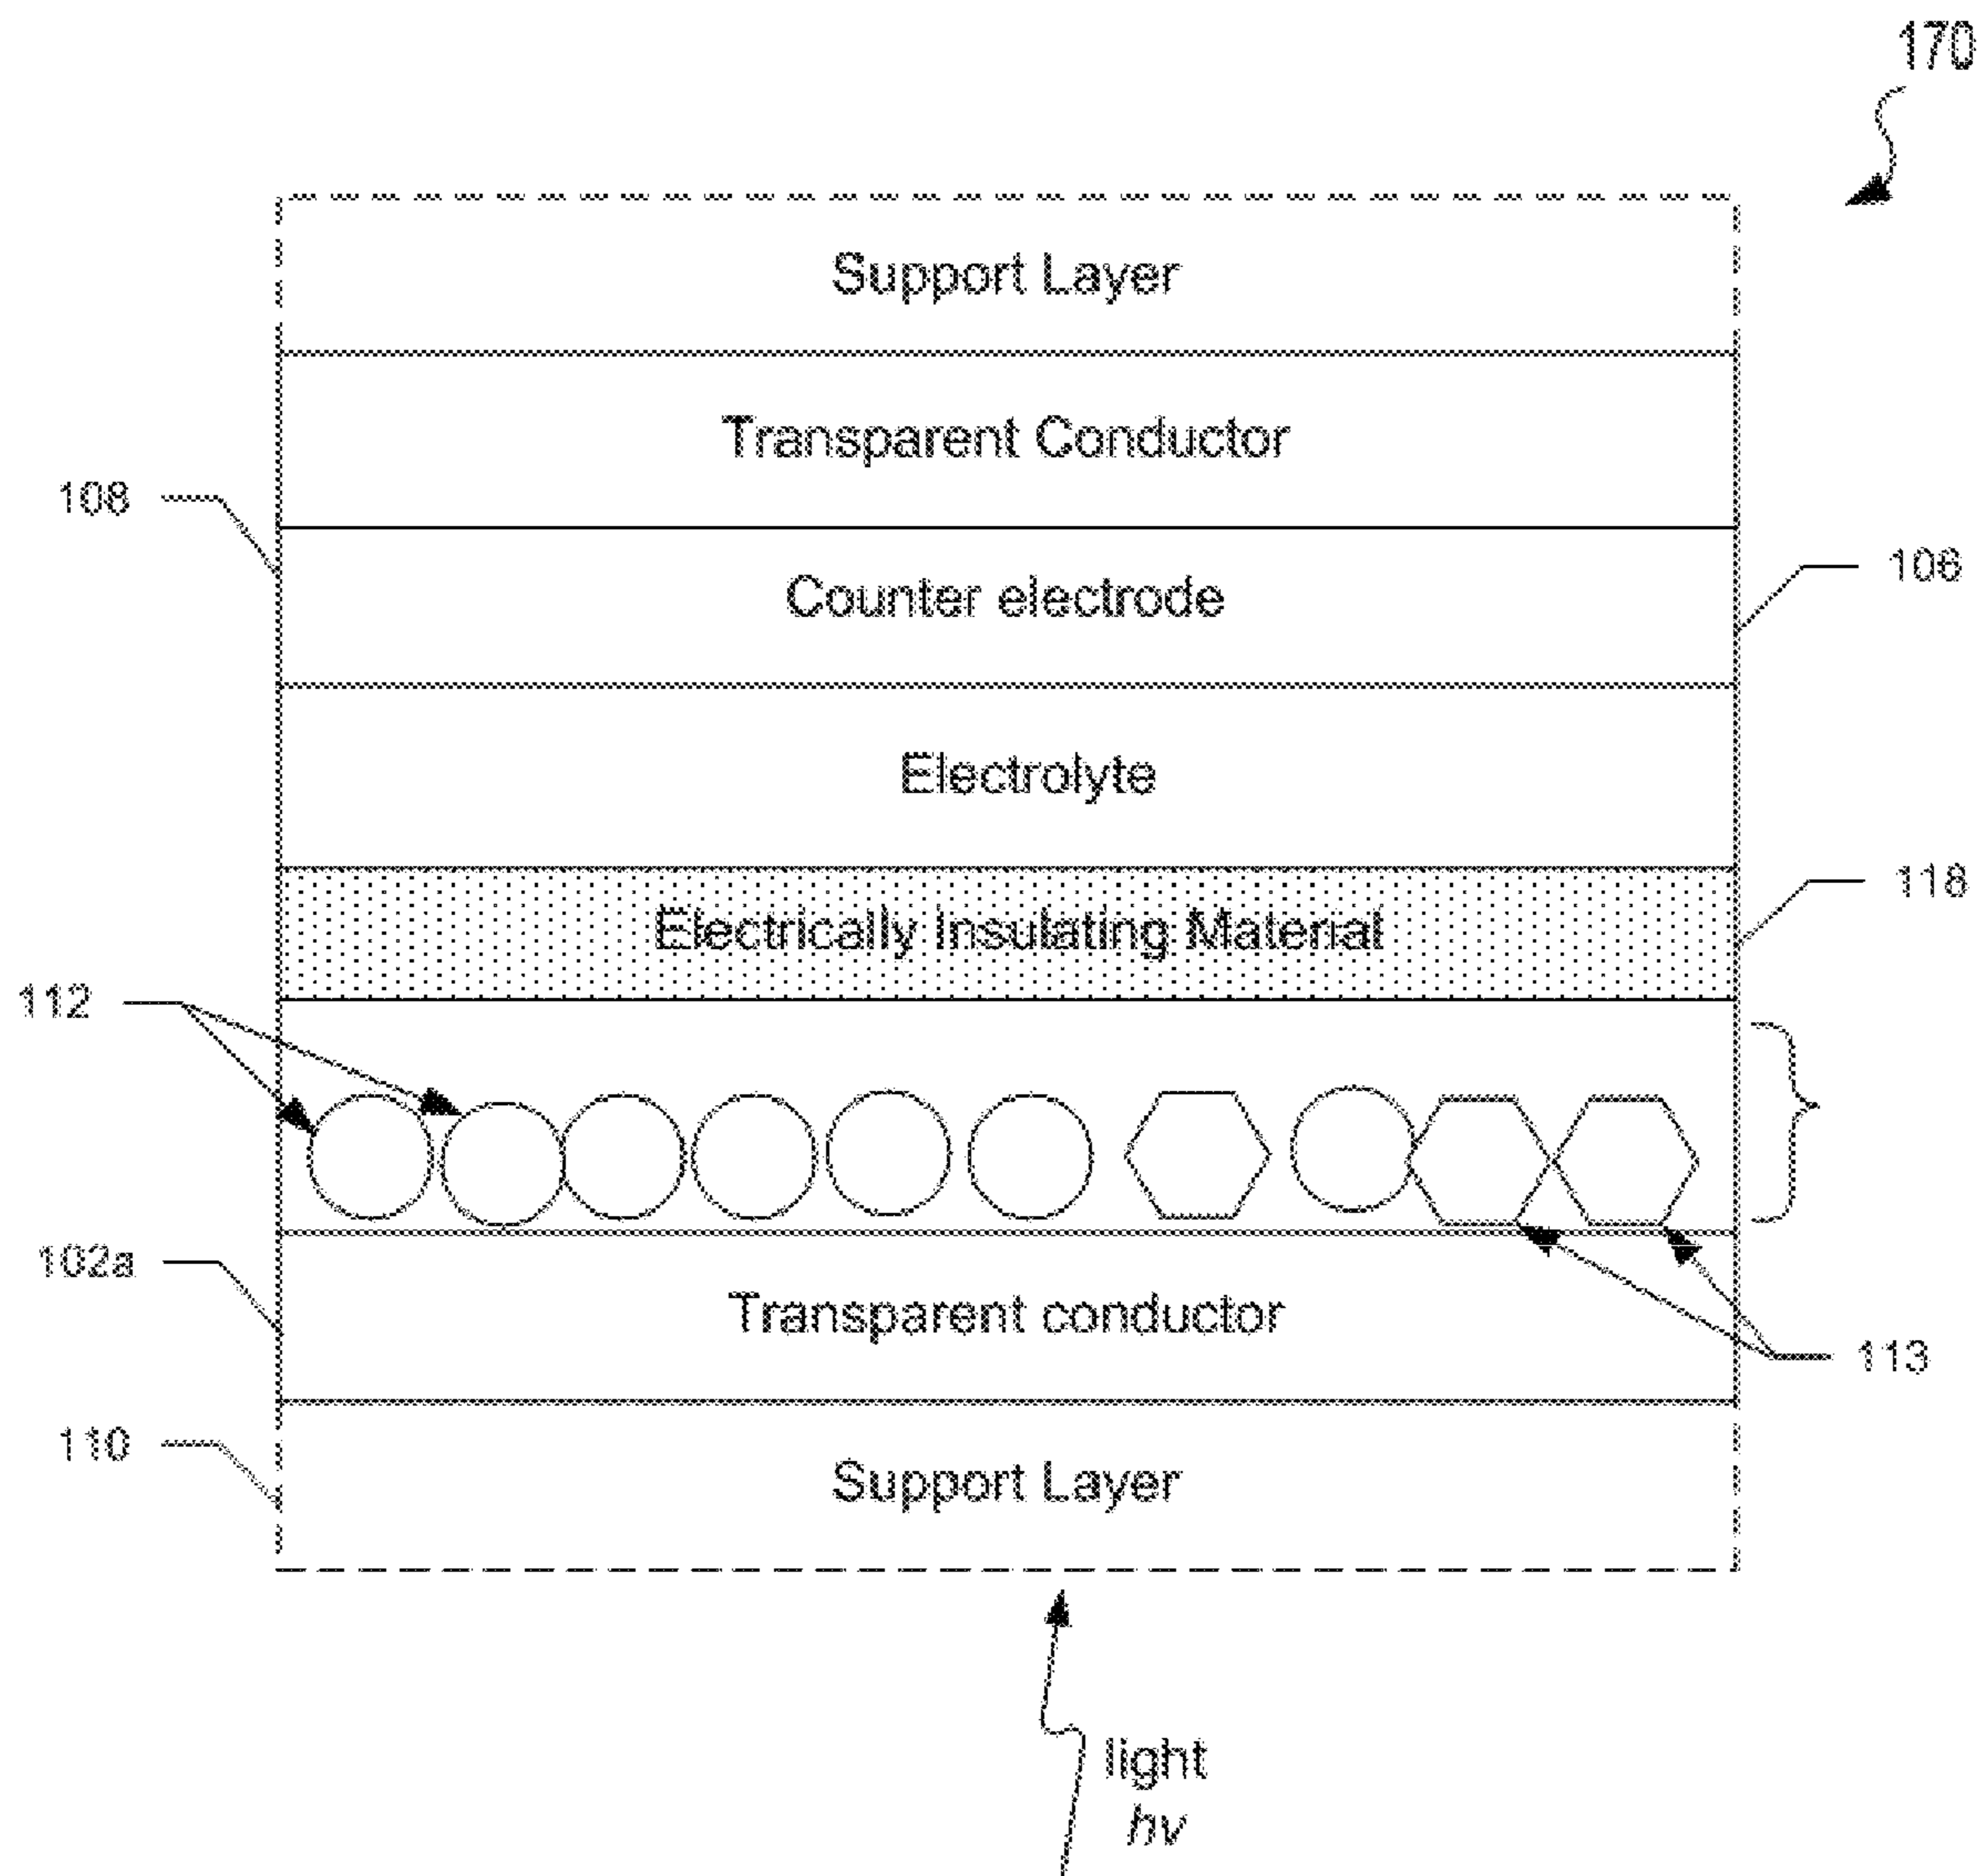 170
Support Layer
Transparent Conductor
108
Counter electrode
106
Electrolyte
118
Electrically Insulating Material
112
102a
Transparent conductor
113
110
Support Layer
light
hv